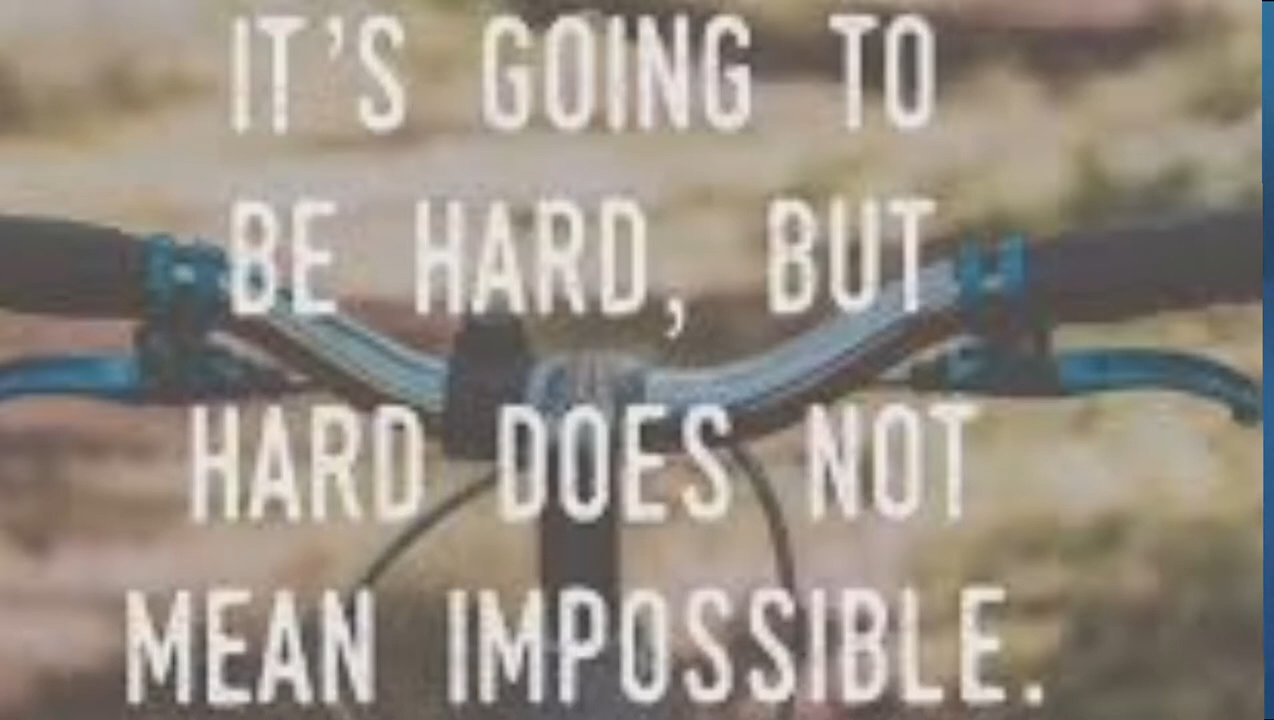 IT'S GOING TO
BE HARD, BUT
HARD DOES NOT
MEAN IMPOSSIBLE.